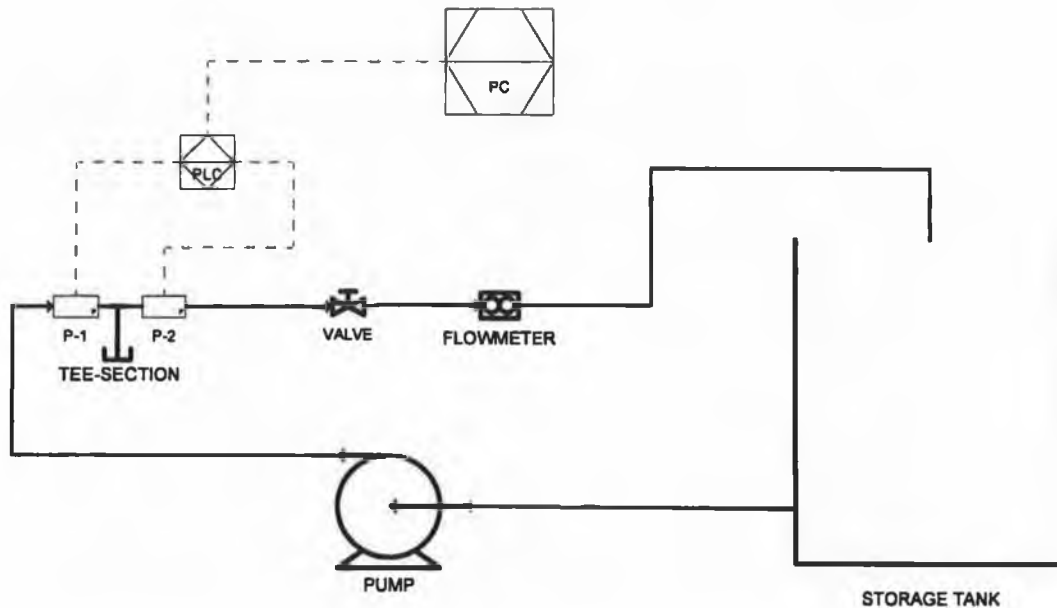 PC
PLC
P-1
P-2
TEE-SECTION
VALVE
FLOWMETER
PUMP
STORAGE TANK